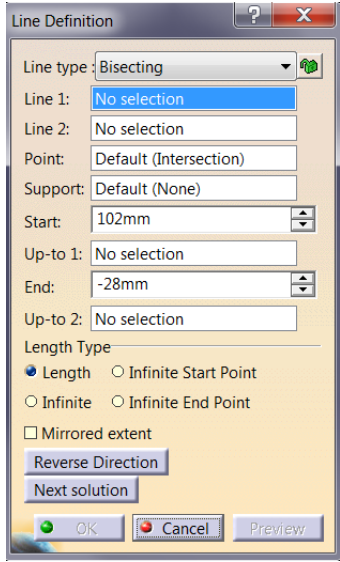 Line Definition
Line type : Bisecting
Line 1: No selection
Line 2: No selection
Point: Default (Intersection)
Support: Default (None)
Start: 102mm
Up-to 1: No selection
End: -28mm
Up-to 2: No selection
Length Type
Length Infinite Start Point
Infinite Infinite End Point
Mirrored extent
Reverse Direction
Next solution
OK Cancel Preview